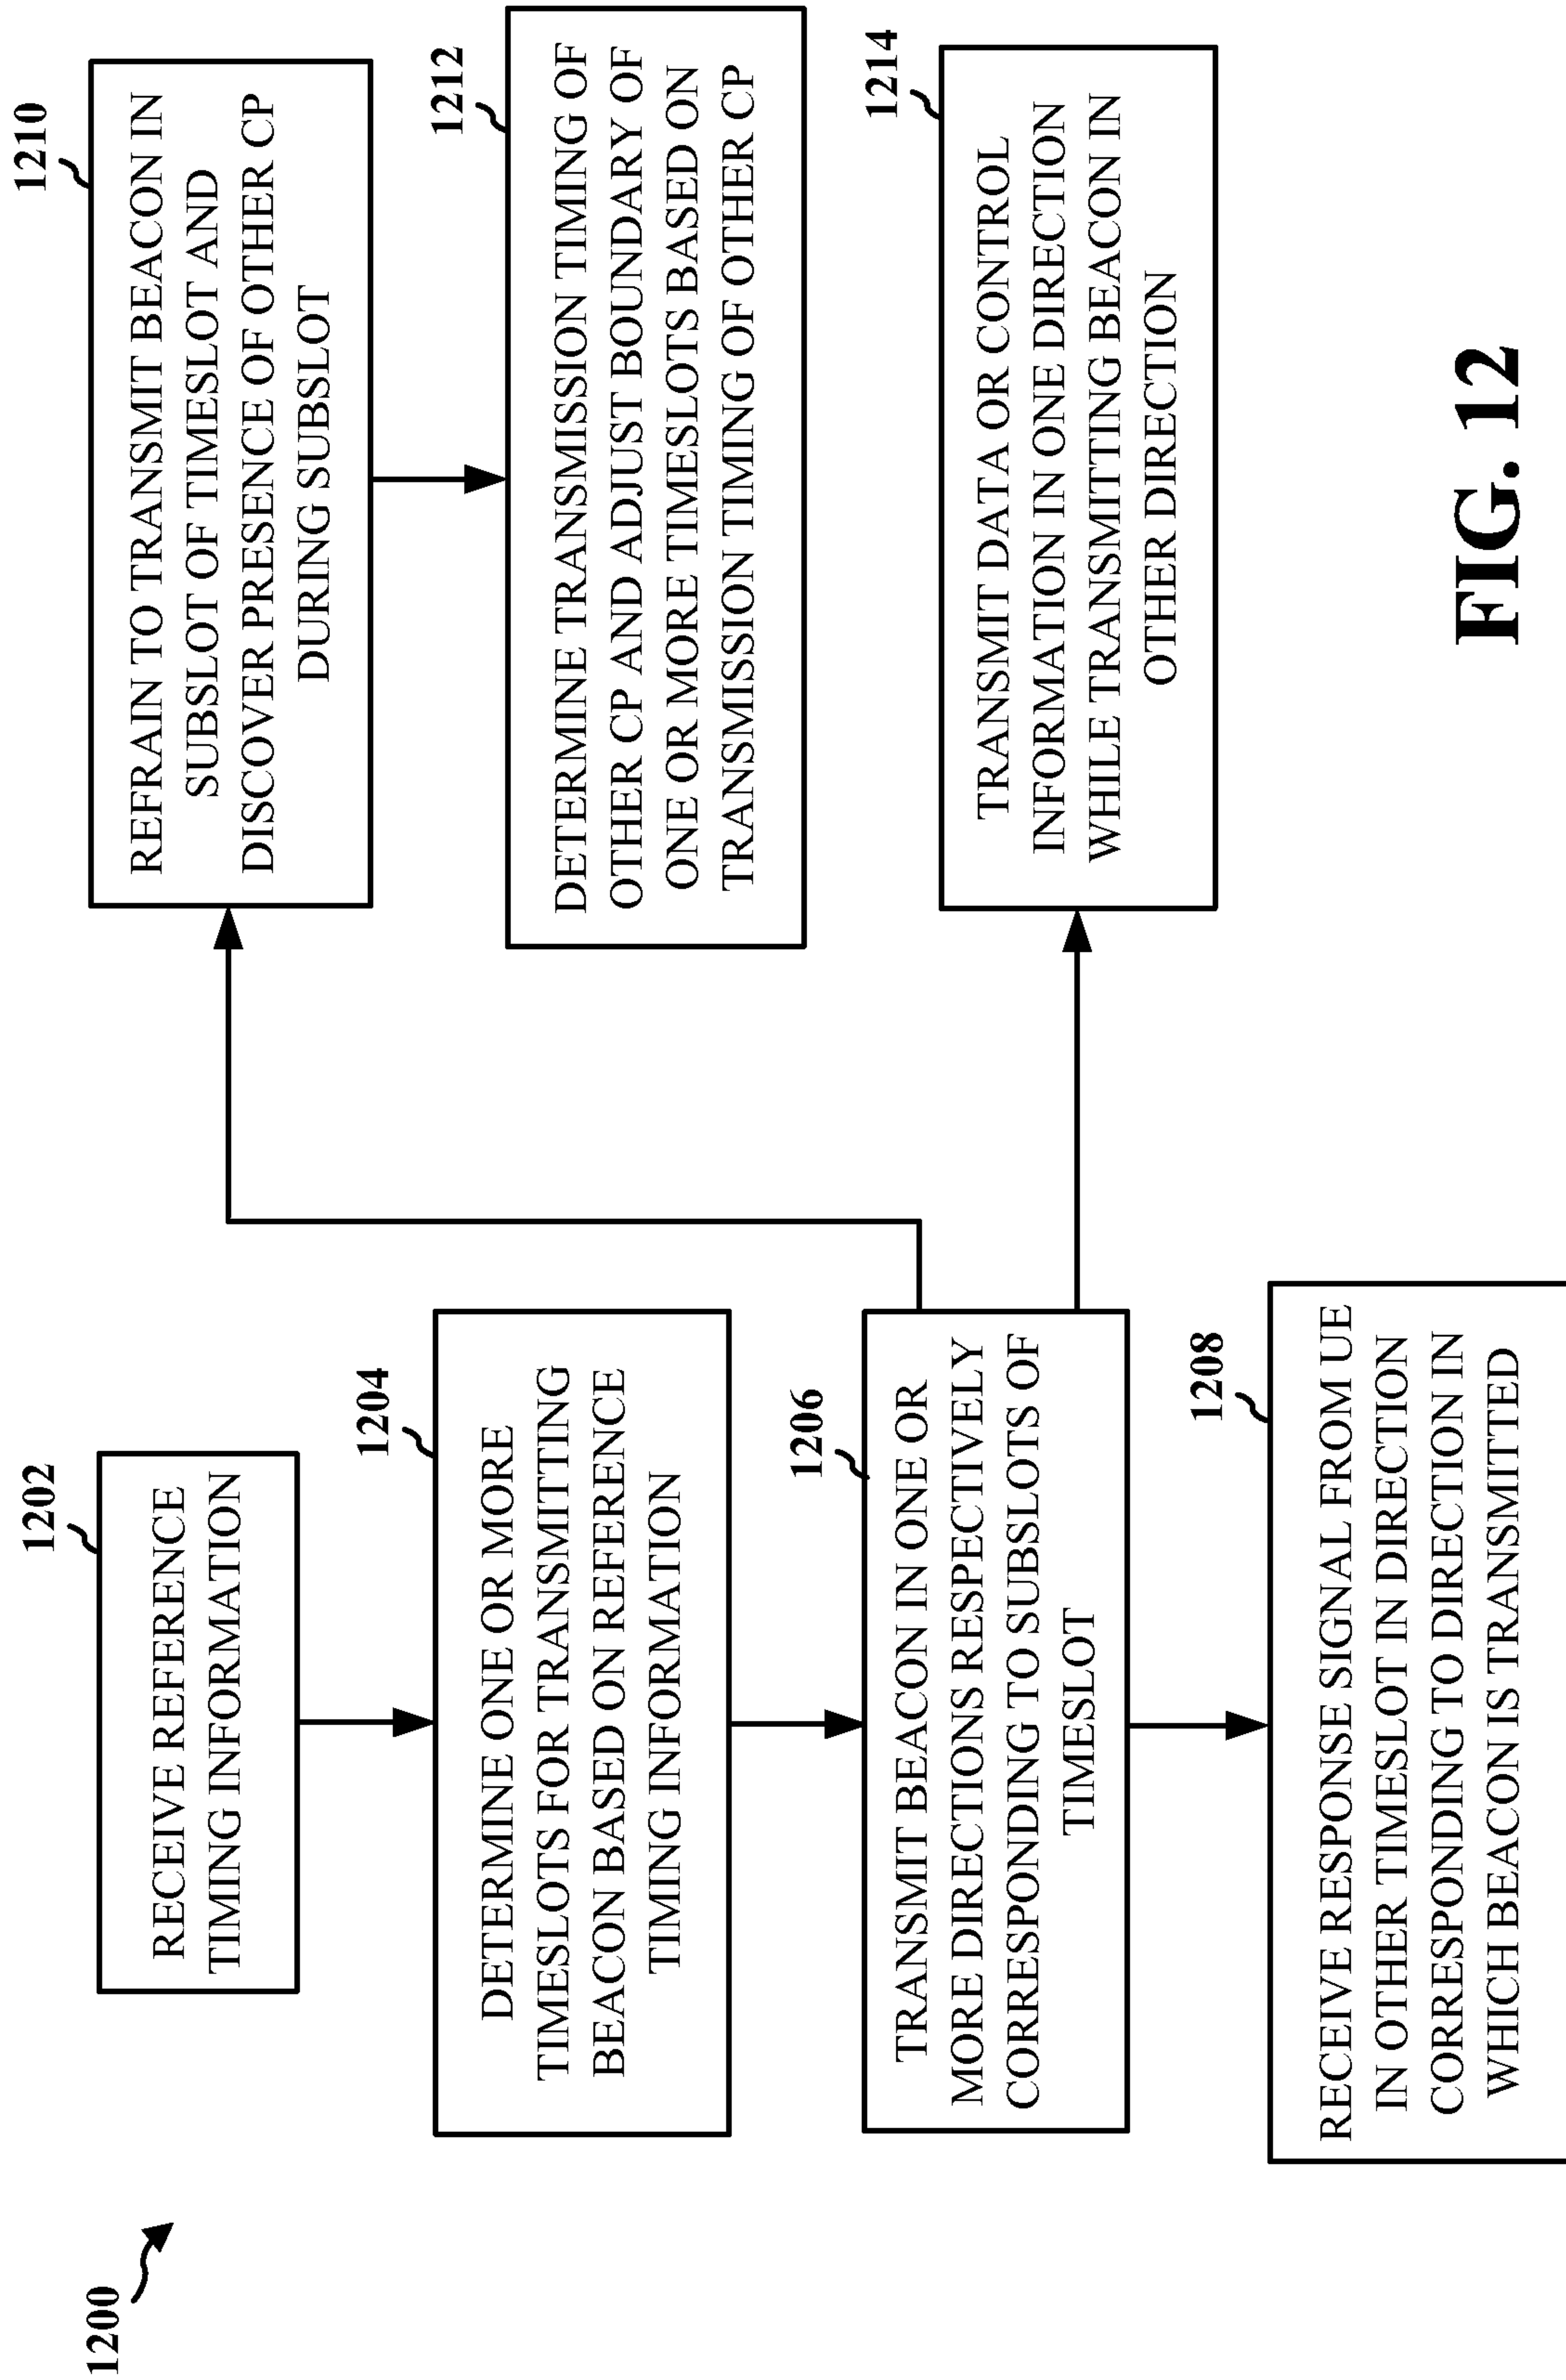 1200
1202
RECEIVE REFERENCE
TIMING INFORMATION
1204
DETERMINE ONE OR MORE
TIMESLOTS FOR TRANSMITTING
BEACON BASED ON REFERENCE
TIMING INFORMATION
1206
TRANSMIT BEACON IN ONE OR
MORE DIRECTIONS RESPECTIVELY
CORRESPONDING TO SUBSLOTS OF
TIMESLOT
1208
RECEIVE RESPONSE SIGNAL FROM UE
IN OTHER TIMESLOT IN DIRECTION
CORRESPONDING TO DIRECTION IN
WHICH BEACON IS TRANSMITTED
1210
REFRAIN TO TRANSMIT BEACON IN
SUBSLOT OF TIMESLOT AND
DISCOVER PRESENCE OF OTHER CP
DURING SUBSLOT
1212
DETERMINE TRANSMISSION TIMING OF
OTHER CP AND ADJUST BOUNDARY OF
ONE OR MORE TIMESLOTS BASED ON
TRANSMISSION TIMING OF OTHER CP
1214
TRANSMIT DATA OR CONTROL
INFORMATION IN ONE DIRECTION
WHILE TRANSMITTING BEACON IN
OTHER DIRECTION
FIG. 12